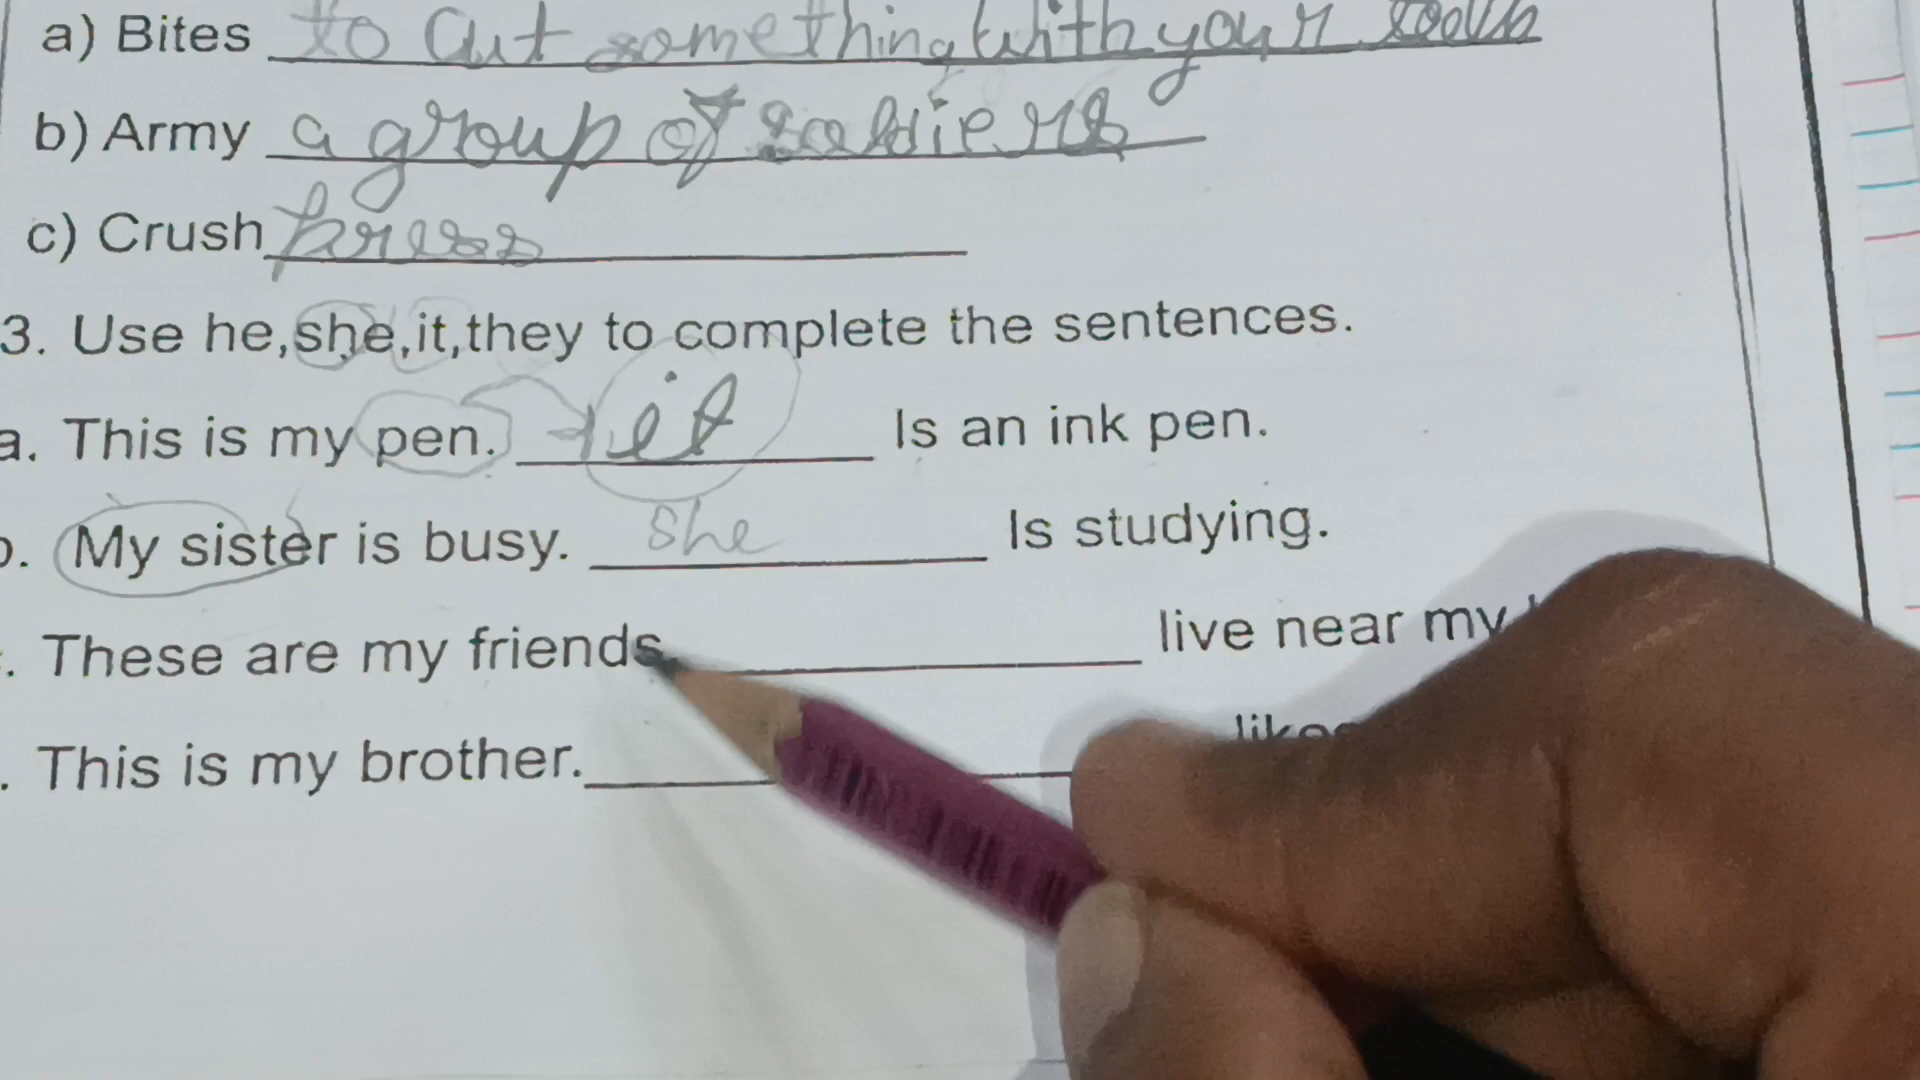 a) Bites to cut something with your teeth
b) Army a group of soldiers
c) Crush press
3. Use he,she,it,they to complete the sentences.
a. This is my pen. it Is an ink pen.
b. My sister is busy. she Is studying.
. These are my friends. live near my
. This is my brother. likes